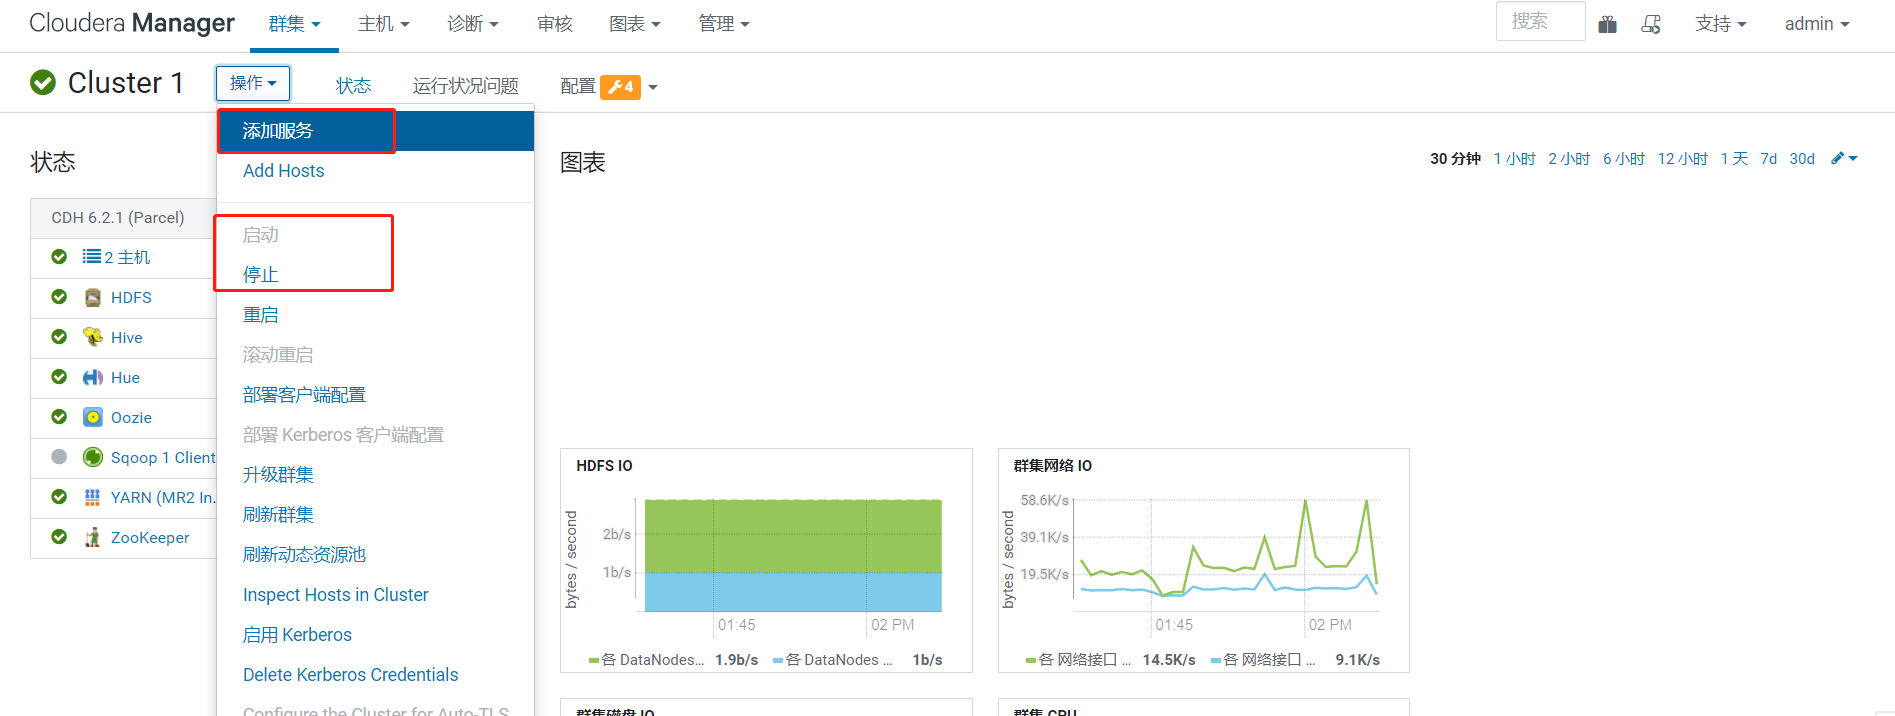 Cloudera Manager 群集 主机 诊断 审核 图表 管理 搜索 支持 admin
Cluster 1 操作 状态 运行状况问题 配置 4
添加服务
Add Hosts
启动
停止
重启
滚动重启
部署客户端配置
部署 Kerberos 客户端配置
升级群集
刷新群集
刷新动态资源池
Inspect Hosts in Cluster
启用 Kerberos
Delete Kerberos Credentials
Configure the Cluster for Auto-TLS
状态
CDH 6.2.1 (Parcel)
2 主机
HDFS
Hive
Hue
Oozie
Sqoop 1 Client
YARN (MR2 In...
ZooKeeper
图表
30 分钟 1 小时 2 小时 6 小时 12 小时 1 天 7d 30d
HDFS IO
bytes / second
2b/s
1b/s
01:45 02 PM
各 DataNodes... 1.9b/s 各 DataNodes ... 1b/s
群集网络 IO
bytes / second
58.6K/s
39.1K/s
19.5K/s
01:45 02 PM
各 网络接口 ... 14.5K/s 各 网络接口 ... 9.1K/s
群集磁盘 IO
群集 CPU